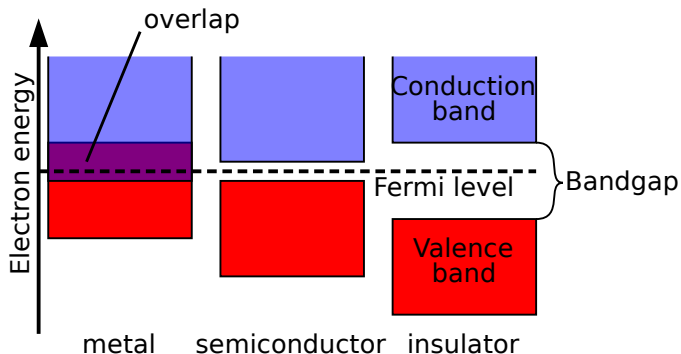 overlap
Electron energy
Conduction
band
Fermi level
Bandgap
Valence
band
metal
semiconductor
insulator